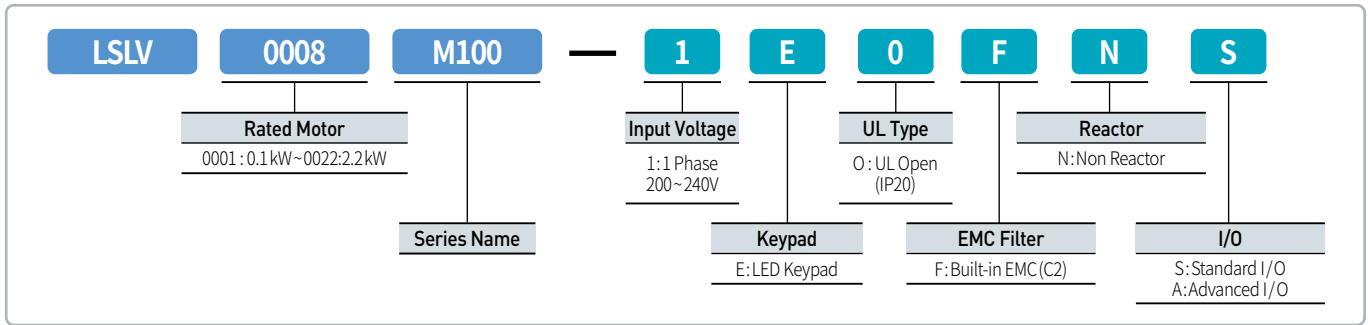 LSLV 0008 M100 — 1 E 0 F N S
Rated Motor
0001 : 0.1 kW ~ 0022:2.2 kW
Input Voltage
1:1 Phase
200~240V
UL Type
O : UL Open
(IP20)
Reactor
N:Non Reactor
Series Name
Keypad
E:LED Keypad
EMC Filter
F:Built-in EMC (C2)
I/O
S:Standard I/O
A:Advanced I/O